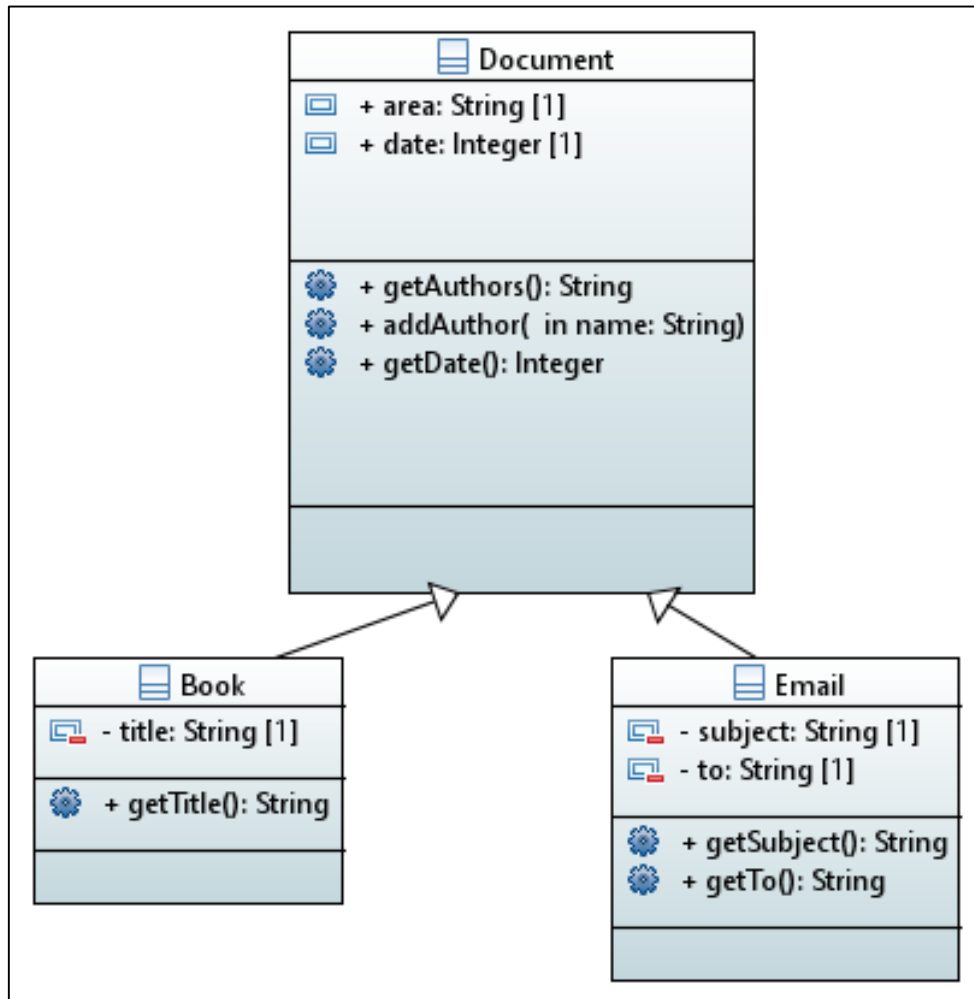 Document
+ area: String [1]
+ date: Integer [1]
+ getAuthors(): String
+ addAuthor( in name: String)
+ getDate(): Integer
Book
- title: String [1]
+ getTitle(): String
Email
- subject: String [1]
- to: String [1]
+ getSubject(): String
+ getTo(): String